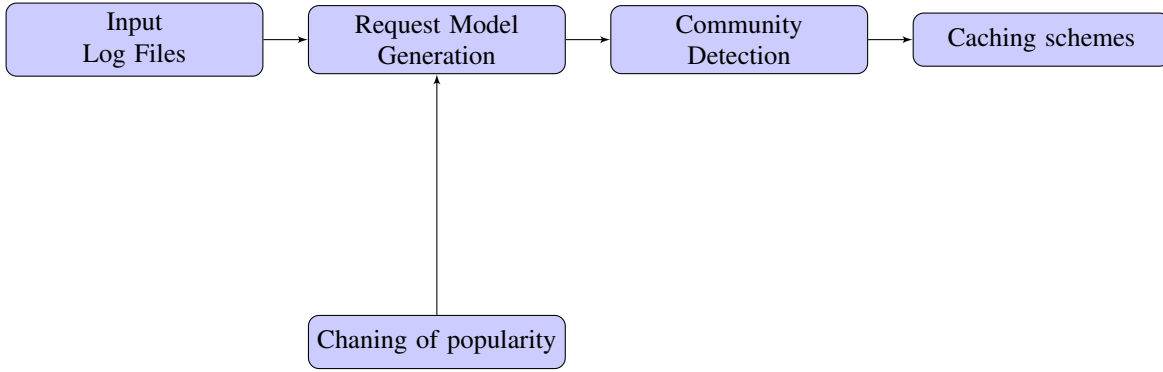 Input
Log Files
Request Model
Generation
Community
Detection
Caching schemes
Chaning of popularity